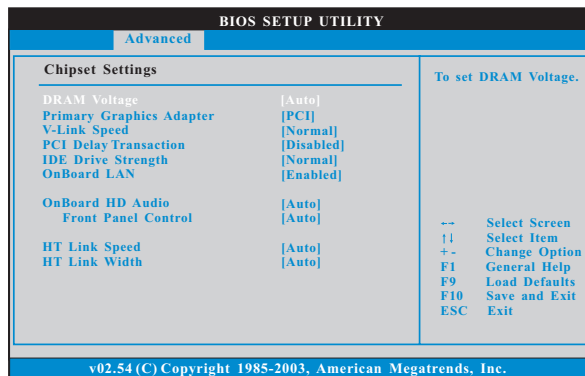 BIOS SETUP UTILITY
Advanced
Chipset Settings
DRAM Voltage [Auto]
Primary Graphics Adapter [PCI]
V-Link Speed [Normal]
PCI Delay Transaction [Disabled]
IDE Drive Strength [Normal]
OnBoard LAN [Enabled]
OnBoard HD Audio [Auto]
Front Panel Control [Auto]
HT Link Speed [Auto]
HT Link Width [Auto]
To set DRAM Voltage.
←→ Select Screen
↑↓ Select Item
+ - Change Option
F1 General Help
F9 Load Defaults
F10 Save and Exit
ESC Exit
v02.54 (C) Copyright 1985-2003, American Megatrends, Inc.